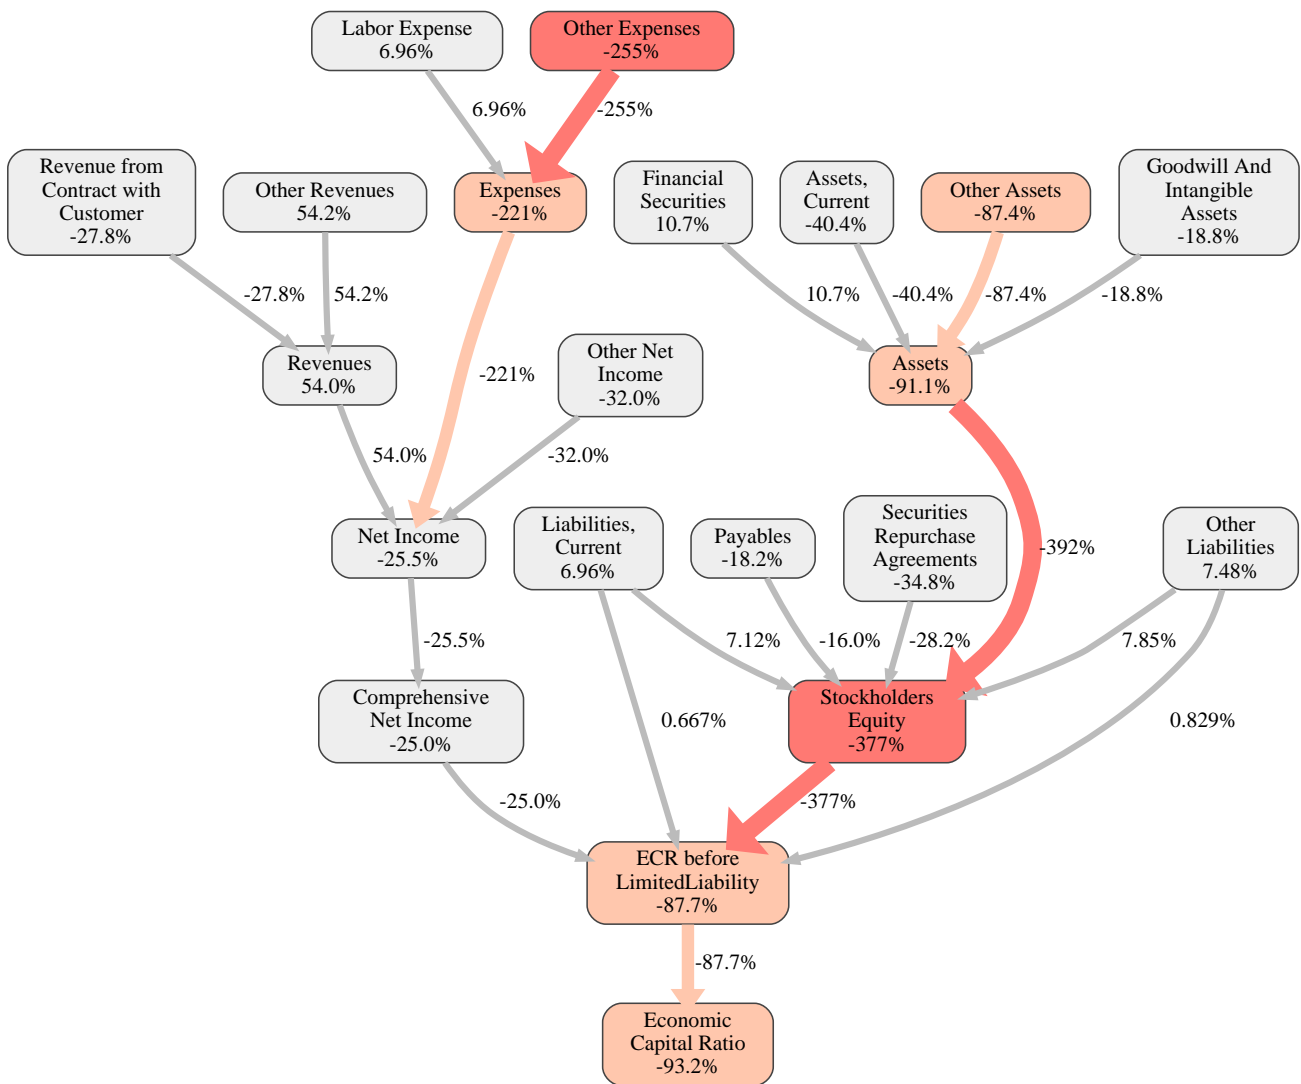 Labor Expense
6.96%
Other Expenses
-255%
6.96%
-255%
Revenue from
Contract with
Customer
-27.8%
Other Revenues
54.2%
Expenses
-221%
Financial
Securities
10.7%
Assets,
Current
-40.4%
Other Assets
-87.4%
Goodwill And
Intangible
Assets
-18.8%
-27.8%
54.2%
10.7%
-40.4%
-87.4%
-18.8%
Revenues
54.0%
-221%
Other Net
Income
-32.0%
Assets
-91.1%
54.0%
-32.0%
Net Income
-25.5%
Liabilities,
Current
6.96%
Payables
-18.2%
Securities
Repurchase
Agreements
-34.8%
-392%
Other
Liabilities
7.48%
-25.5%
7.12%
-16.0%
-28.2%
7.85%
Comprehensive
Net Income
-25.0%
0.667%
Stockholders
Equity
-377%
0.829%
-25.0%
-377%
ECR before
LimitedLiability
-87.7%
-87.7%
Economic
Capital Ratio
-93.2%